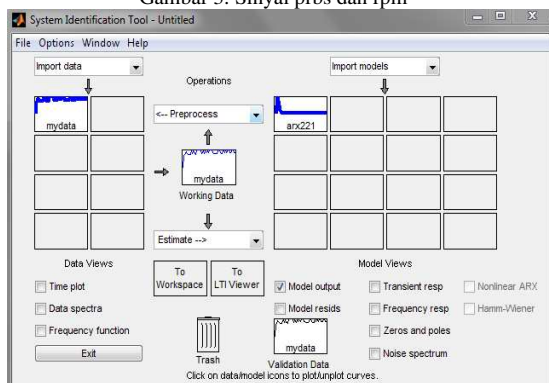 Gambar 5. Sinyal prbs dan rpm
System Identification Tool - Untitled
File Options Window Help
Import data
Operations
Import models
<-- Preprocess
mydata
arx221
mydata
Working Data
Estimate -->
Data Views
To Workspace
To LTI Viewer
Model Views
Time plot
Model output
Transient resp
Nonlinear ARX
Data spectra
Model resids
Frequency resp
Hamm-Wiener
Frequency function
Zeros and poles
mydata
Exit
Trash
Validation Data
Noise spectrum
Click on data/model icons to plot/unplot curves.